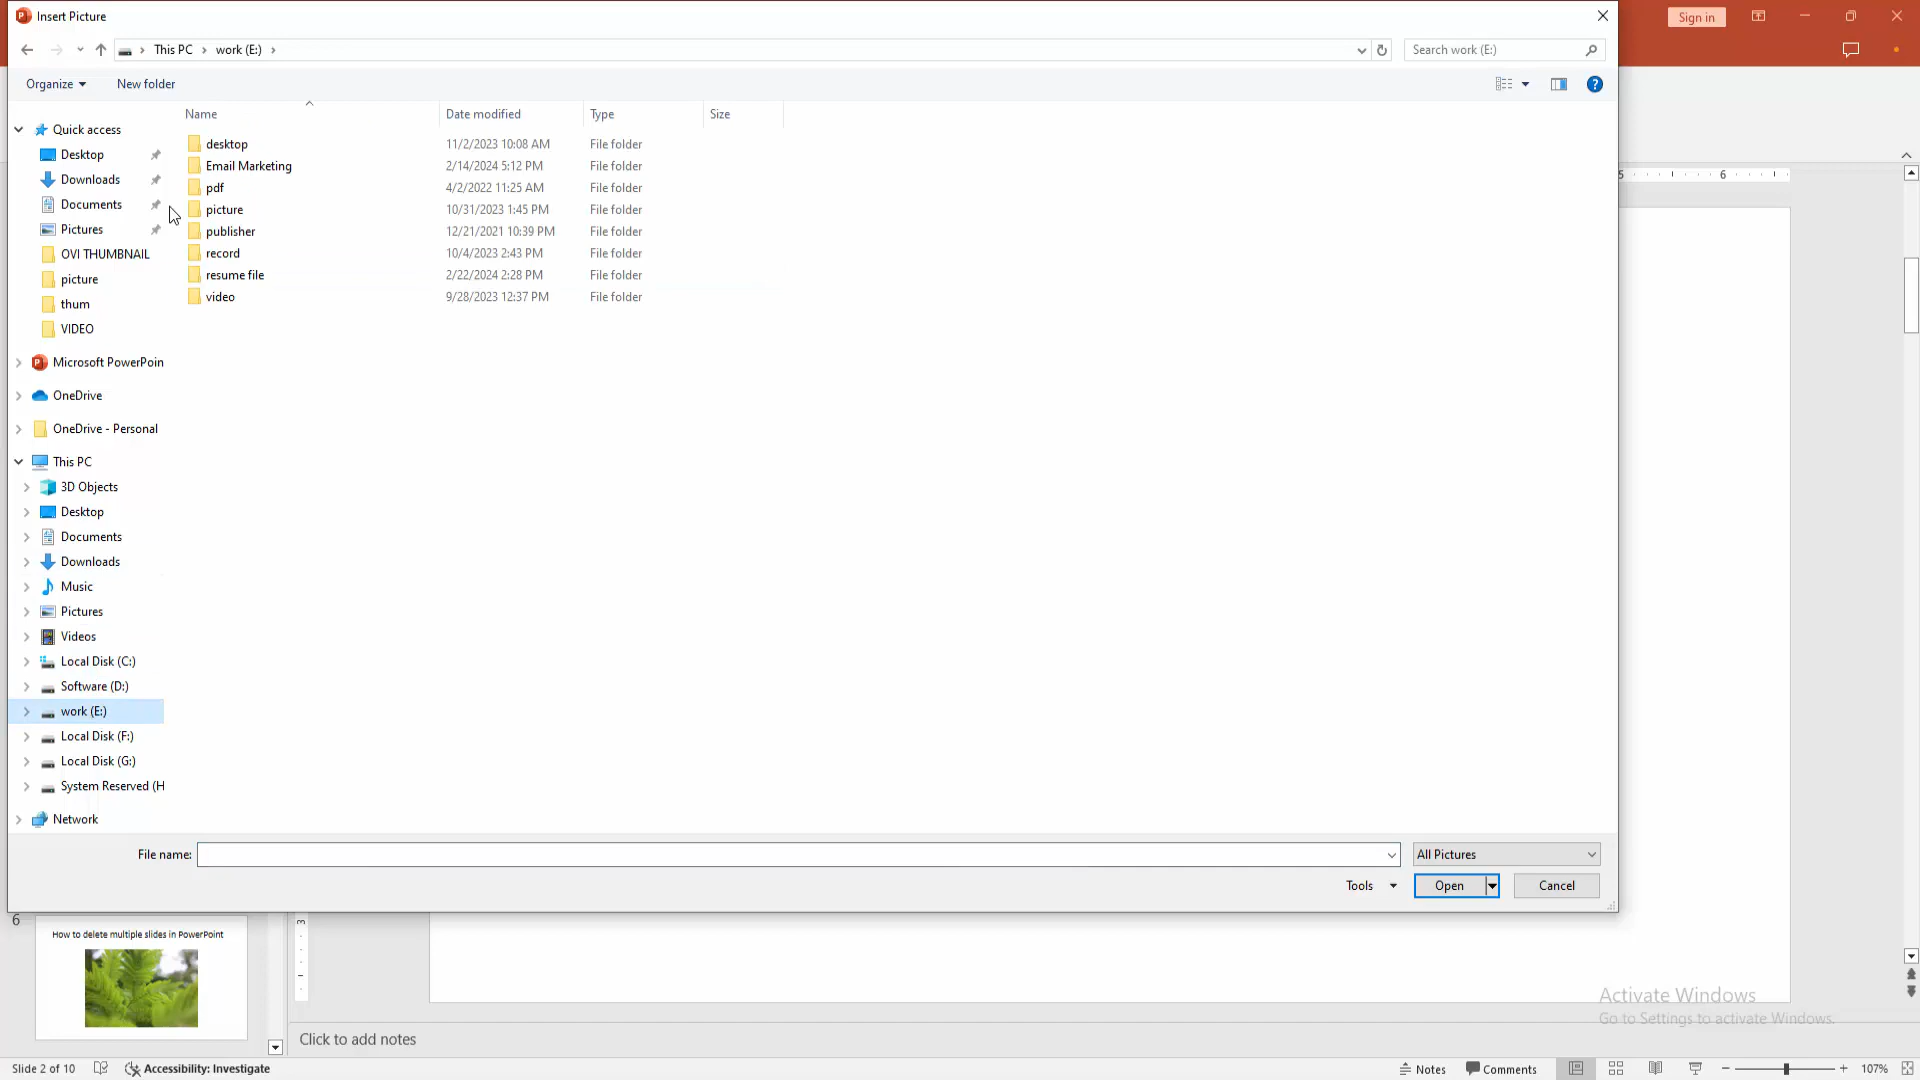 Insert Picture
Sign in
This PC
work (E:)
Search work (E:)
Organize
New folder
Name
Date modified
Type
Size
desktop 11/2/2023 10:08 AM File folder
Email Marketing 2/14/2024 5:12 PM File folder
pdf 4/2/2022 11:25 AM File folder
picture 10/31/2023 1:45 PM File folder
publisher 12/21/2021 10:39 PM File folder
record 10/4/2023 2:43 PM File folder
resume file 2/22/2024 2:28 PM File folder
video 9/28/2023 12:37 PM File folder
Quick access
Desktop
Downloads
Documents
Pictures
OVI THUMBNAIL
picture
thum
VIDEO
Microsoft PowerPoin
OneDrive
OneDrive - Personal
This PC
3D Objects
Desktop
Documents
Downloads
Music
Pictures
Videos
Local Disk (C:)
Software (D:)
work (E:)
Local Disk (F:)
Local Disk (G:)
System Reserved (H
Network
File name:
All Pictures
Tools
Open
Cancel
5
6
6
How to delete multiple slides in PowerPoint
3
Activate Windows
Go to Settings to activate Windows.
Click to add notes
Slide 2 of 10
Accessibility: Investigate
Notes
Comments
107%